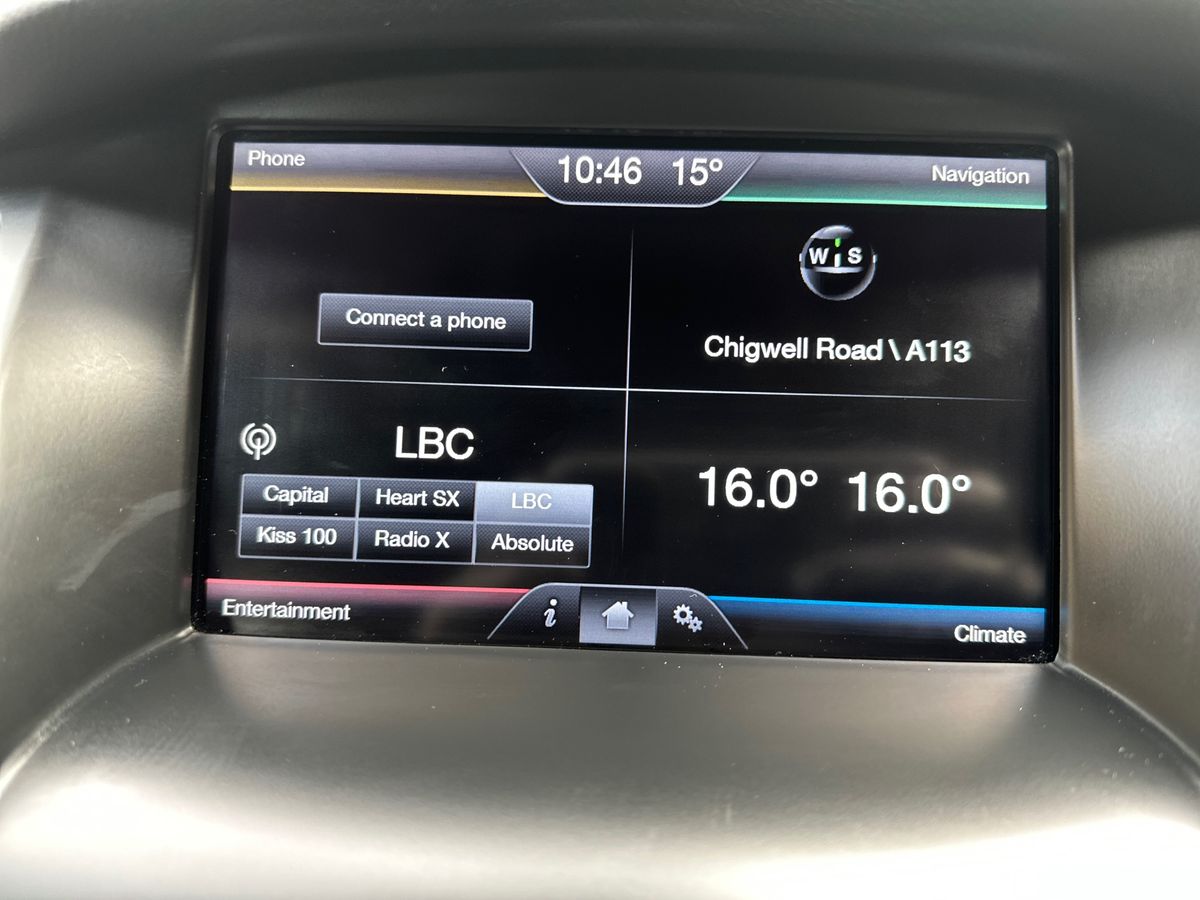 Phone
10:46 15º
Navigation
W S
Connect a phone
Chigwell Road \ A113
LBC
Capital Heart SX LBC
Kiss 100 Radio X Absolute
16.0° 16.0°
Entertainment
i
Climate